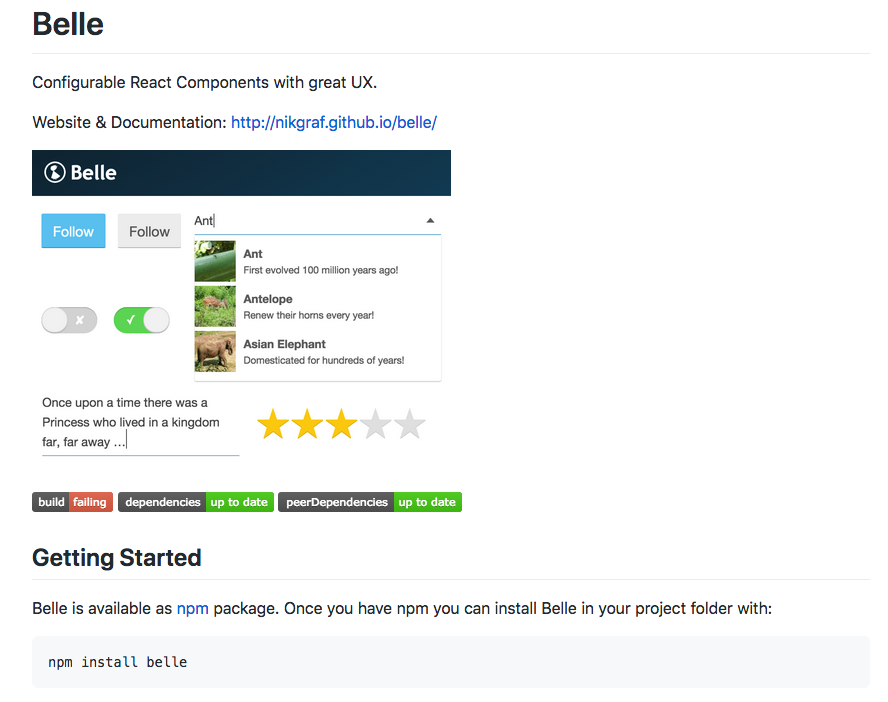 Belle
Configurable React Components with great UX.
Website & Documentation: http://nikgraf.github.io/belle/
Belle
Follow
Follow
Ant
Ant
First evolved 100 million years ago!
Antelope
Renew their horns every year!
Asian Elephant
Domesticated for hundreds of years!
Once upon a time there was a
Princess who lived in a kingdom
far, far away ...
build failing
dependencies up to date
peerDependencies up to date
Getting Started
Belle is available as npm package. Once you have npm you can install Belle in your project folder with:
npm install belle